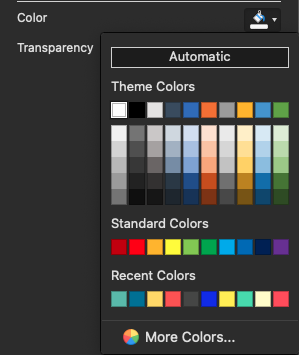 Color
Transparency
Automatic
Theme Colors
Standard Colors
Recent Colors
More Colors...